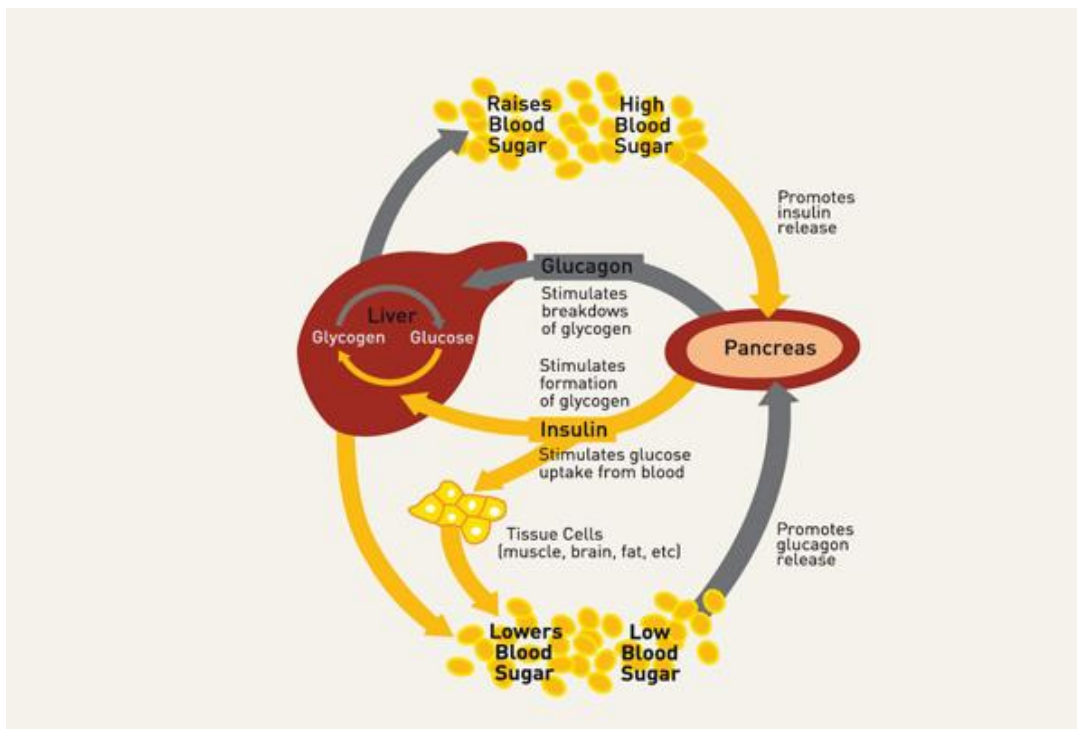 Raises
Blood
Sugar
High
Blood
Sugar
Promotes
insulin
release
Glucagon
Stimulates
breakdows
of glycogen
Liver
Glycogen
Glucose
Pancreas
Stimulates
formation
of glycogen
Insulin
Stimulates glucose
uptake from blood
Tissue Cells
(muscle, brain, fat, etc)
Promotes
glucagon
release
Lowers
Blood
Sugar
Low
Blood
Sugar